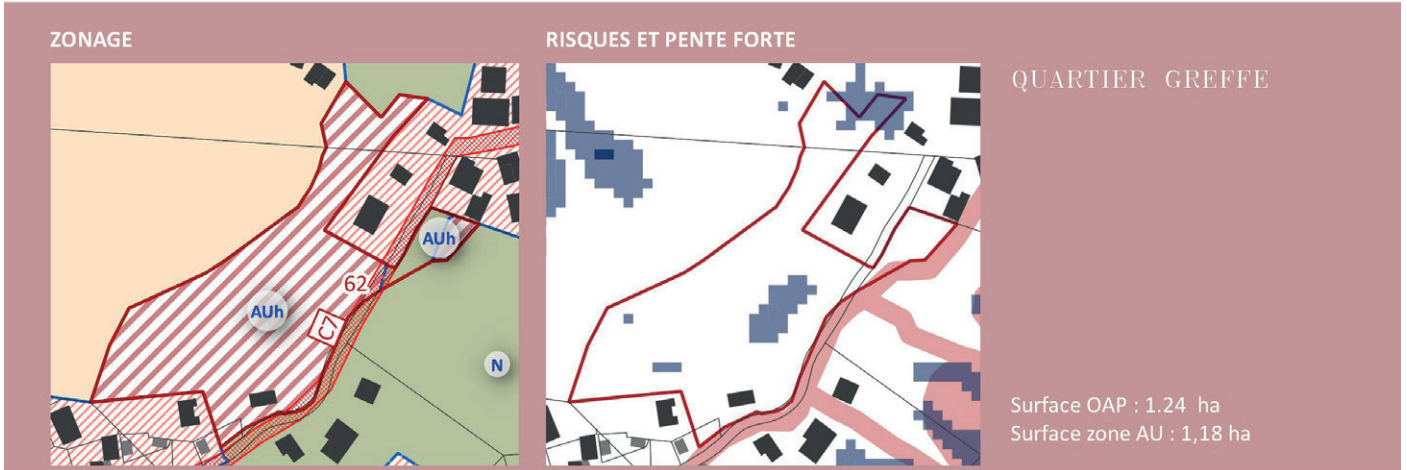 ZONAGE
RISQUES ET PENTE FORTE
QUARTIER GREFFE
AUh
62
AUh
C7
N
Surface OAP : 1.24 ha
Surface zone AU : 1,18 ha